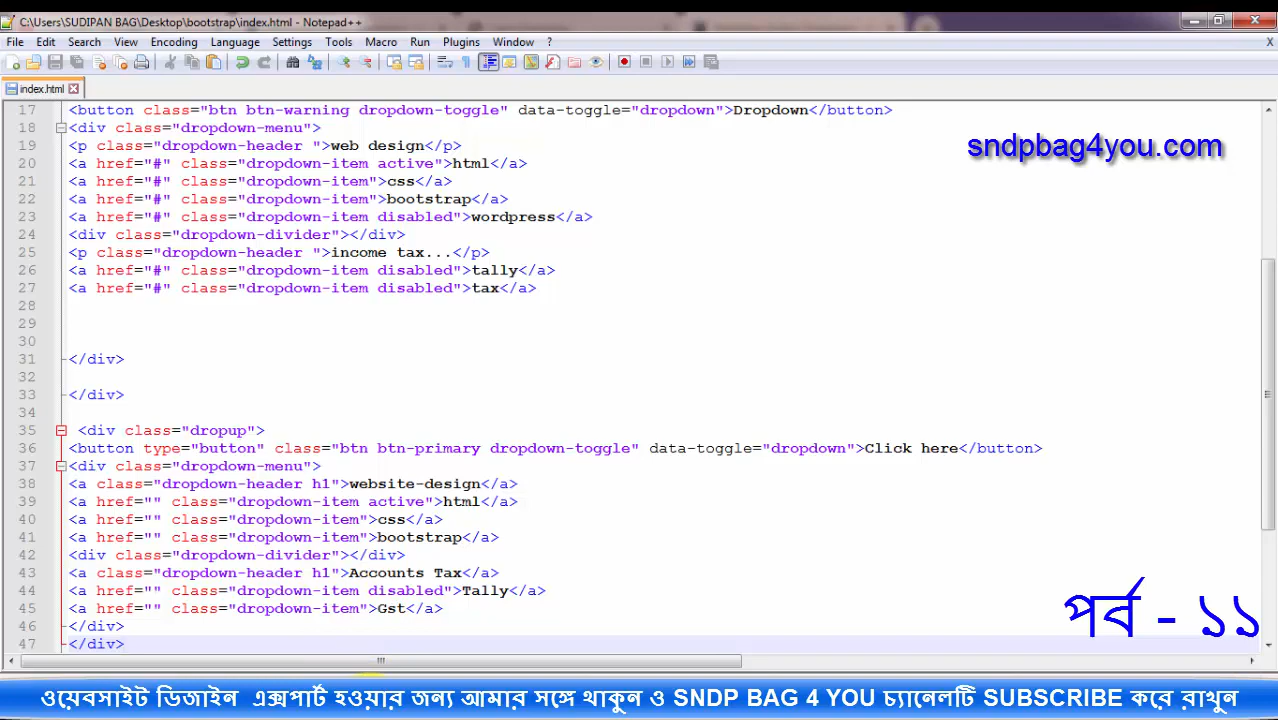 C:\Users\SUDIPAN BAG\Desktop\bootstrap\index.html - Notepad++
File Edit Search View Encoding Language Settings Tools Macro Run Plugins Window ? X
index.html
17 <button class="btn btn-warning dropdown-toggle" data-toggle="dropdown">Dropdown</button>
18 <div class="dropdown-menu">
sndpbag4you.com
19 <p class="dropdown-header ">web design</p>
20 <a href="#" class="dropdown-item active">html</a>
21 <a href="#" class="dropdown-item">css</a>
22 <a href="#" class="dropdown-item">bootstrap</a>
23 <a href="#" class="dropdown-item disabled">wordpress</a>
24 <div class="dropdown-divider"></div>
25 <p class="dropdown-header ">income tax...</p>
26 <a href="#" class="dropdown-item disabled">tally</a>
27 <a href="#" class="dropdown-item disabled">tax</a>
28
29
30
31 </div>
32
33 </div>
34
35 <div class="dropup">
36 <button type="button" class="btn btn-primary dropdown-toggle" data-toggle="dropdown">Click here</button>
37 <div class="dropdown-menu">
38 <a class="dropdown-header h1">website-design</a>
39 <a href="" class="dropdown-item active">html</a>
40 <a href="" class="dropdown-item">css</a>
41 <a href="" class="dropdown-item">bootstrap</a>
42 <div class="dropdown-divider"></div>
43 <a class="dropdown-header h1">Accounts Tax</a>
44 <a href="" class="dropdown-item disabled">Tally</a>
45 <a href="" class="dropdown-item">Gst</a>
46 </div>
47 </div>
পর্ব - ১১
ওয়েবসাইট ডিজাইন এক্সপার্ট হওয়ার জন্য আমার সঙ্গে থাকুন ও SNDP BAG 4 YOU চ্যানেলটি SUBSCRIBE করে রাখুন